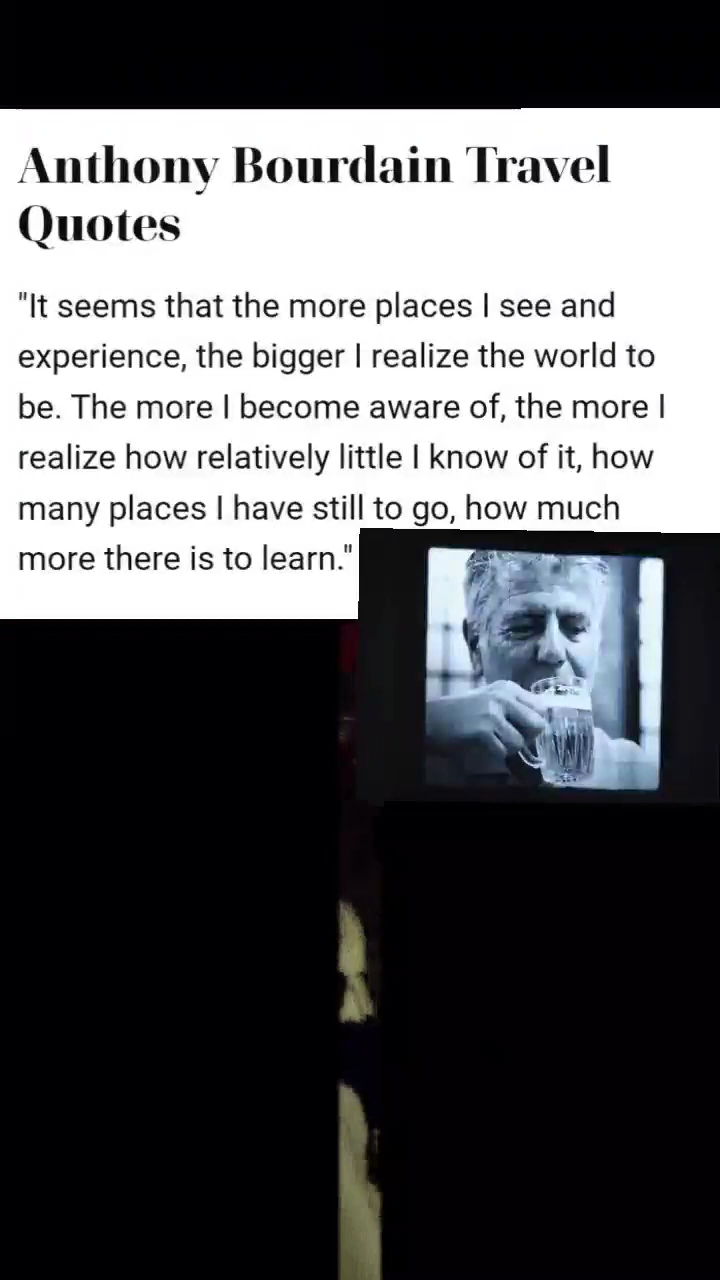 Anthony Bourdain Travel
Quotes
"It seems that the more places I see and
experience, the bigger I realize the world to
be. The more I become aware of, the more I
realize how relatively little I know of it, how
many places I have still to go, how much
more there is to learn."